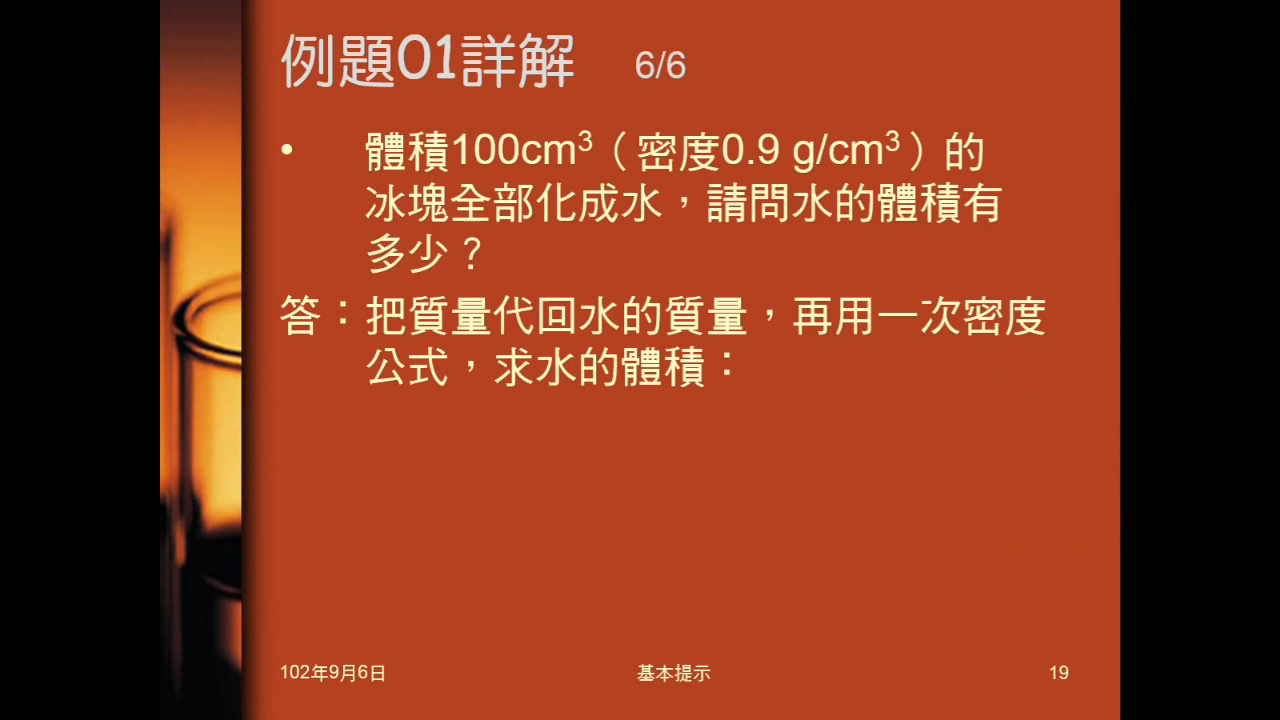 例題01詳解 6/6
• 體積100cm³（密度0.9 g/cm³）的
冰塊全部化成水，請問水的體積有
多少？
答：把質量代回水的質量，再用一次密度
公式，求水的體積：
102年9月6日 基本提示 19